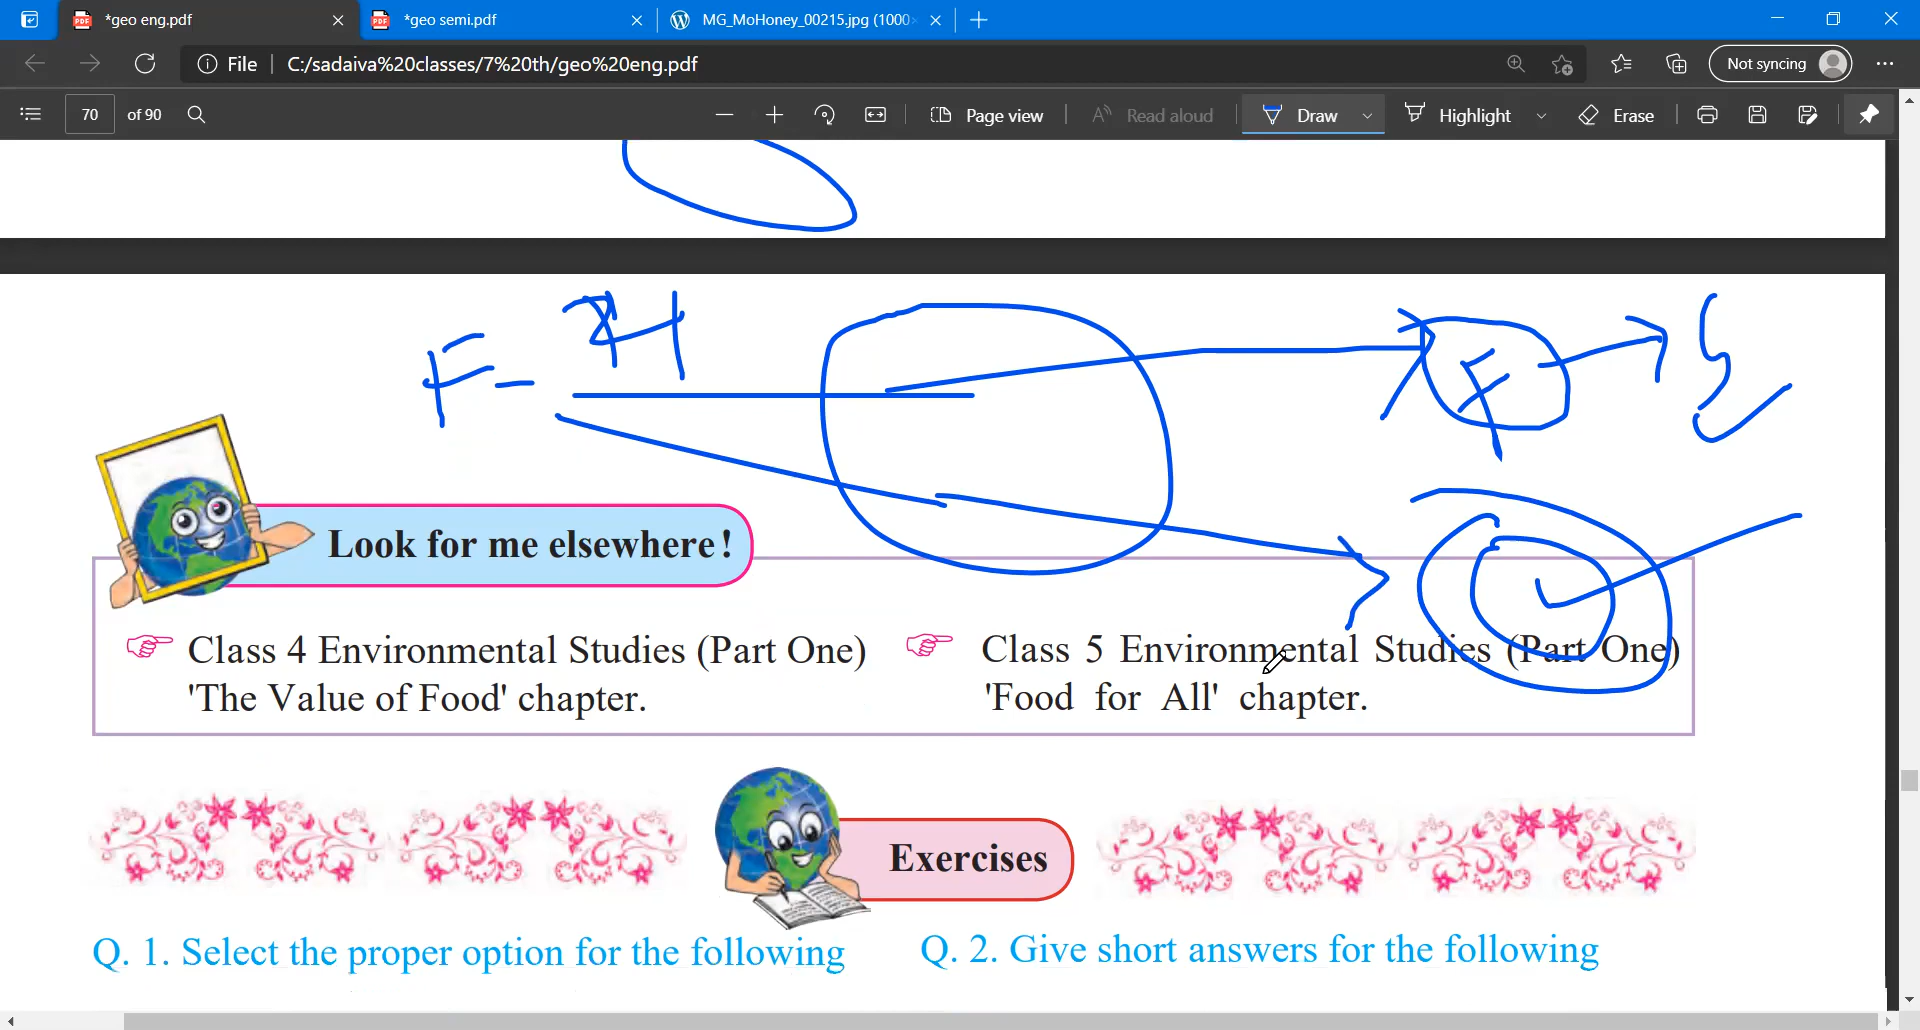 *geo eng.pdf
*geo semi.pdf
MG_MoHoney_00215.jpg (1000×
File
C:/sadaiva%20classes/7%20th/geo%20eng.pdf
Not syncing
70 of 90
Page view
Read aloud
Draw
Highlight
Erase
F -
F
Look for me elsewhere!
Class 4 Environmental Studies (Part One)
'The Value of Food' chapter.
Class 5 Environmental Studies (Part One)
'Food for All' chapter.
Exercises
Q. 1. Select the proper option for the following
Q. 2. Give short answers for the following